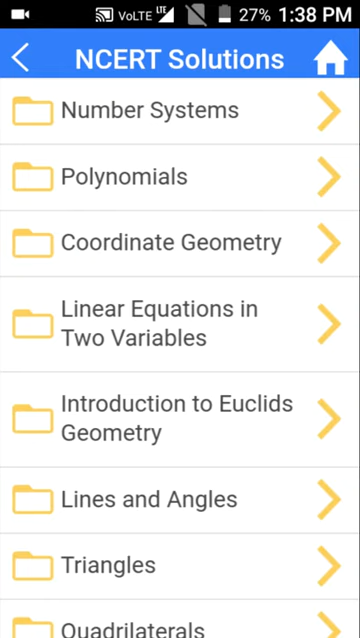 VoLTE LTE 27% 1:38 PM
NCERT Solutions
Number Systems
Polynomials
Coordinate Geometry
Linear Equations in
Two Variables
Introduction to Euclids
Geometry
Lines and Angles
Triangles
Quadrilaterals